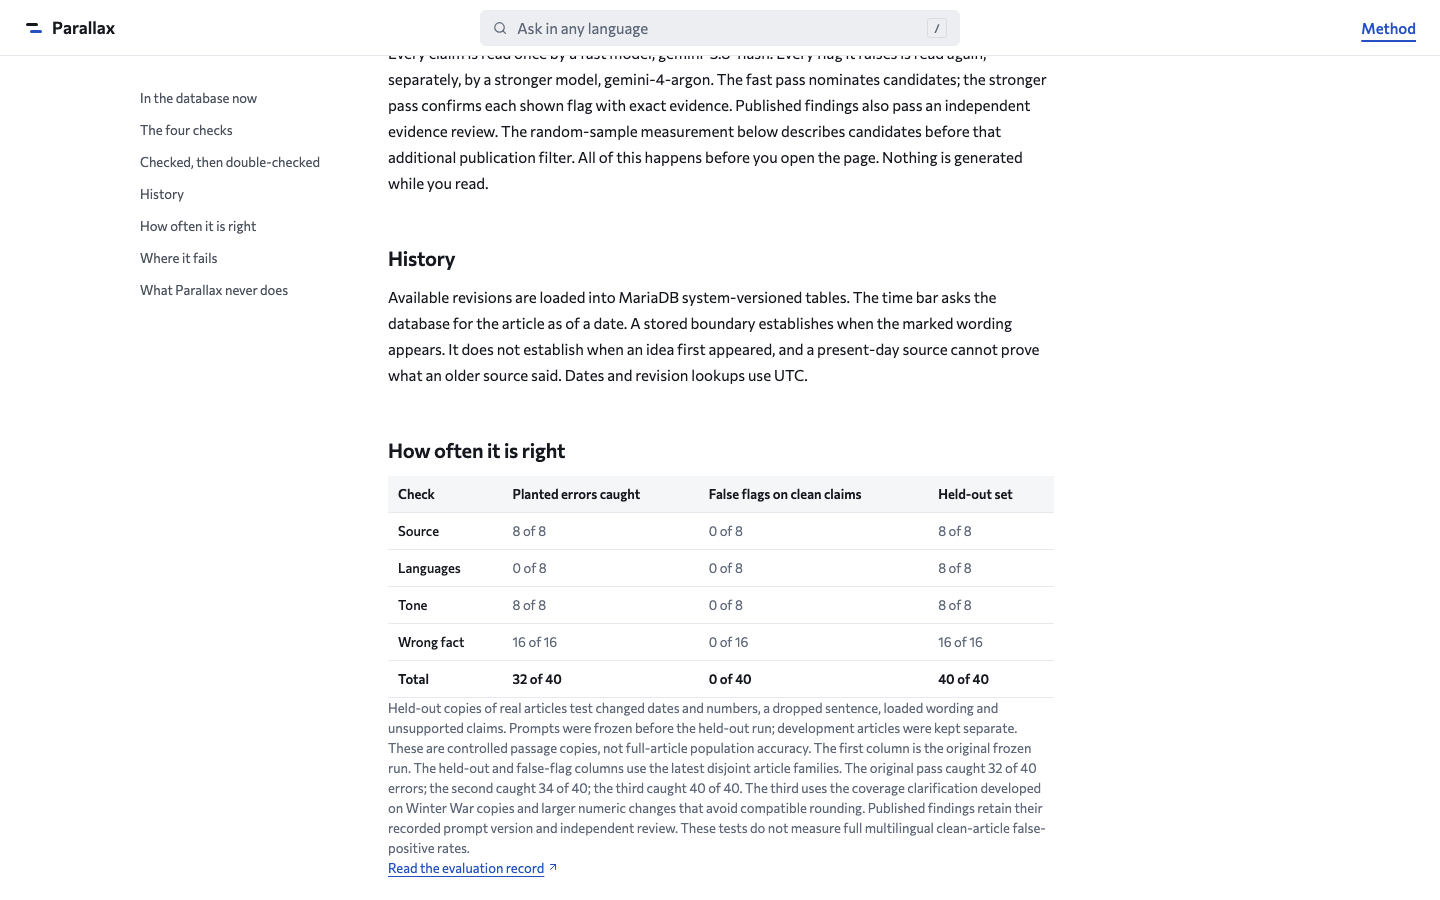 Parallax
Ask in any language
/
Method
In the database now
The four checks
Checked, then double-checked
History
How often it is right
Where it fails
What Parallax never does
separately, by a stronger model, gemini-4-argon. The fast pass nominates candidates; the stronger
pass confirms each shown flag with exact evidence. Published findings also pass an independent
evidence review. The random-sample measurement below describes candidates before that
additional publication filter. All of this happens before you open the page. Nothing is generated
while you read.
History
Available revisions are loaded into MariaDB system-versioned tables. The time bar asks the
database for the article as of a date. A stored boundary establishes when the marked wording
appears. It does not establish when an idea first appeared, and a present-day source cannot prove
what an older source said. Dates and revision lookups use UTC.
How often it is right
Check Planted errors caught False flags on clean claims Held-out set
Source 8 of 8 0 of 8 8 of 8
Languages 0 of 8 0 of 8 8 of 8
Tone 8 of 8 0 of 8 8 of 8
Wrong fact 16 of 16 0 of 16 16 of 16
Total 32 of 40 0 of 40 40 of 40
Held-out copies of real articles test changed dates and numbers, a dropped sentence, loaded wording and
unsupported claims. Prompts were frozen before the held-out run; development articles were kept separate.
These are controlled passage copies, not full-article population accuracy. The first column is the original frozen
run. The held-out and false-flag columns use the latest disjoint article families. The original pass caught 32 of 40
errors; the second caught 34 of 40; the third caught 40 of 40. The third uses the coverage clarification developed
on Winter War copies and larger numeric changes that avoid compatible rounding. Published findings retain their
recorded prompt version and independent review. These tests do not measure full multilingual clean-article false-
positive rates.
Read the evaluation record